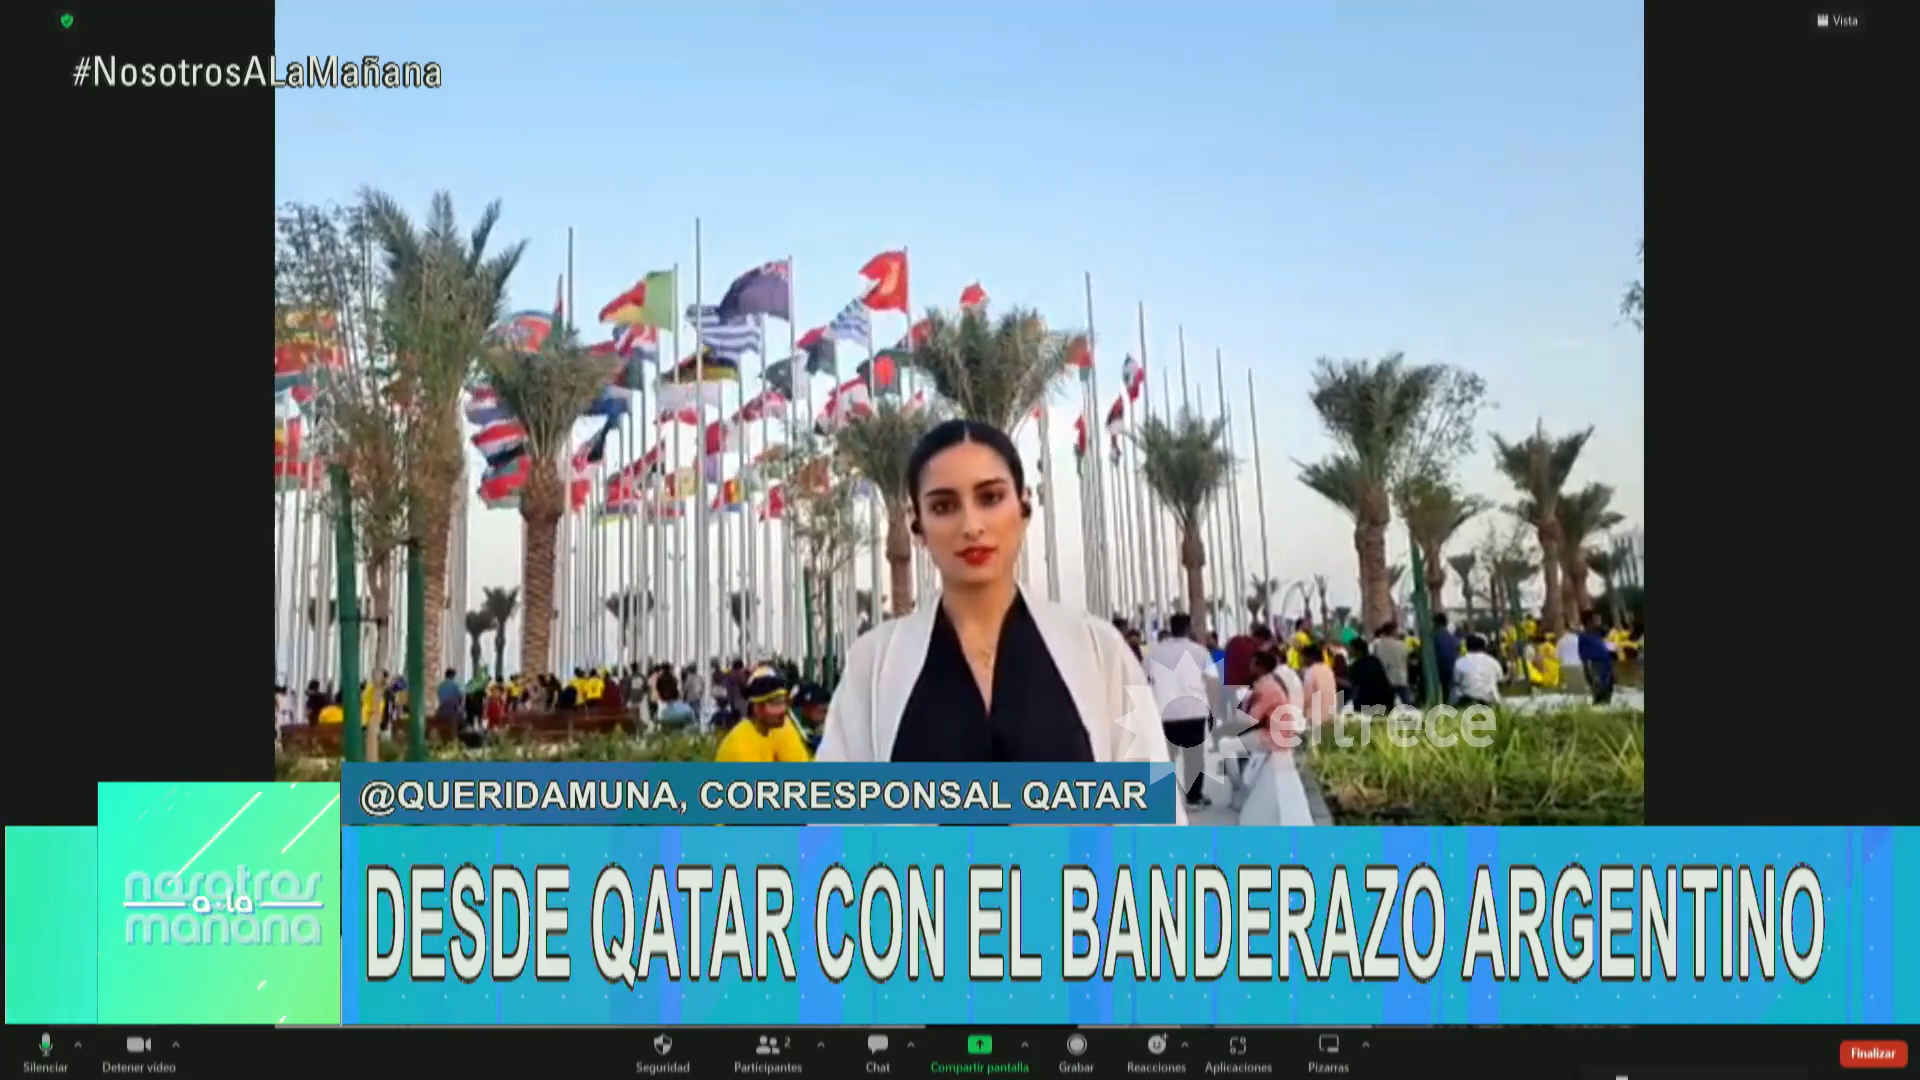 Vista
#NosotrosALaMañana
eltrece
@QUERIDAMUNA, CORRESPONSAL QATAR
nosotros
a la
mañana
DESDE QATAR CON EL BANDERAZO ARGENTINO
Silenciar
Detener vídeo
Seguridad
2
Participantes
Chat
Compartir pantalla
Grabar
Reacciones
Aplicaciones
Pizarras
Finalizar